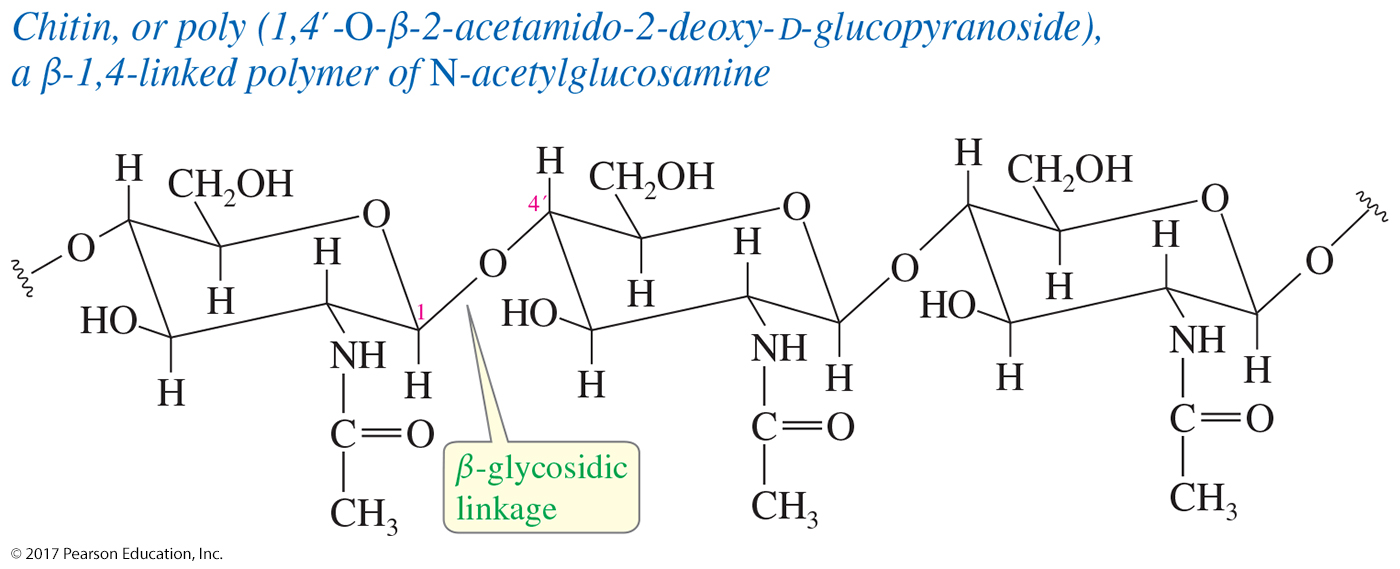 Chitin, or poly (1,4′-O-β-2-acetamido-2-deoxy-D-glucopyranoside),
a β-1,4-linked polymer of N-acetylglucosamine
H CH₂OH O H H 1 O HO H NH H C=O CH₃
O
4′ H CH₂OH O H H HO H NH H C=O CH₃
O
H CH₂OH O H H HO H NH H C=O CH₃
O
β-glycosidic
linkage
© 2017 Pearson Education, Inc.